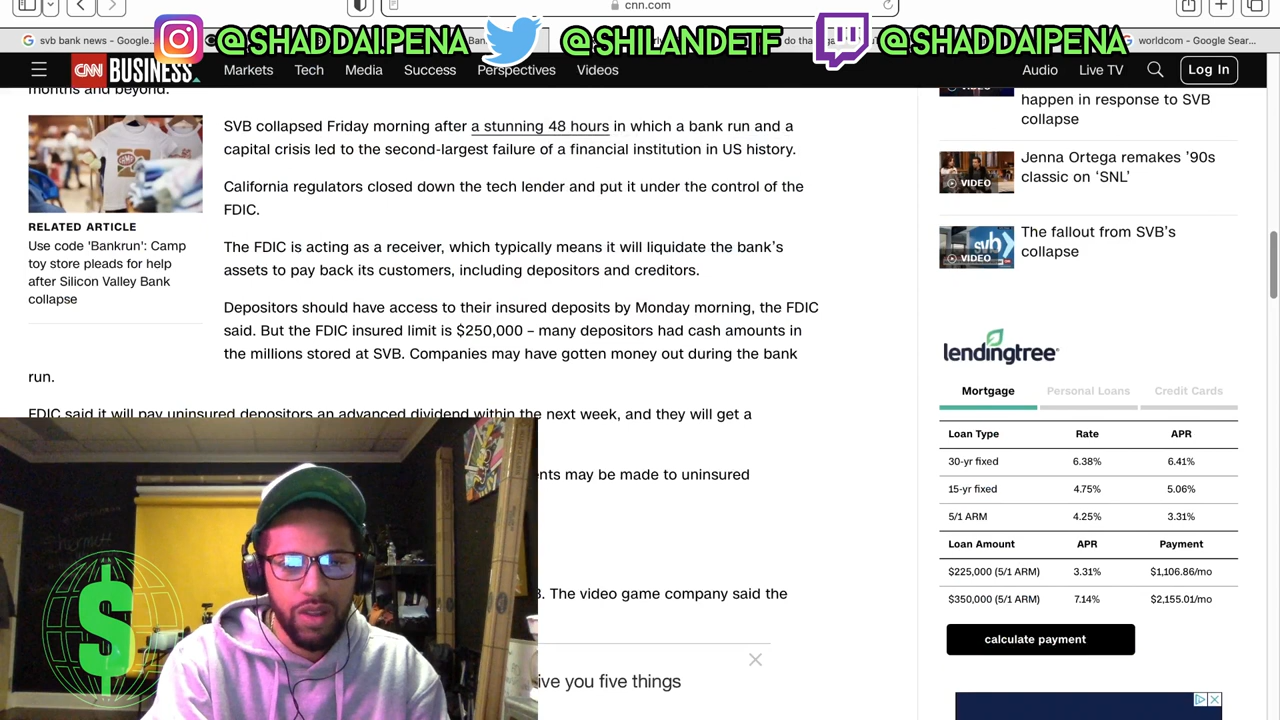 cnn.com
svb bank news - Google...
@SHADDAI.PENA
@SHILANDETF
do tha
@SHADDAIPENA
worldcom - Google Sear...
CNN BUSINESS
Markets
Tech
Media
Success
Perspectives
Videos
Audio
Live TV
Log In
months and beyond.
SVB collapsed Friday morning after a stunning 48 hours in which a bank run and a
capital crisis led to the second-largest failure of a financial institution in US history.
California regulators closed down the tech lender and put it under the control of the
FDIC.
RELATED ARTICLE
Use code 'Bankrun': Camp
toy store pleads for help
after Silicon Valley Bank
collapse
The FDIC is acting as a receiver, which typically means it will liquidate the bank's
assets to pay back its customers, including depositors and creditors.
Depositors should have access to their insured deposits by Monday morning, the FDIC
said. But the FDIC insured limit is $250,000 – many depositors had cash amounts in
the millions stored at SVB. Companies may have gotten money out during the bank
run.
FDIC said it will pay uninsured depositors an advanced dividend within the next week, and they will get a
ents may be made to uninsured
B. The video game company said the
ive you five things
happen in response to SVB
collapse
VIDEO
Jenna Ortega remakes '90s
classic on 'SNL'
svb
VIDEO
The fallout from SVB's
collapse
lendingtree
Mortgage
Personal Loans
Credit Cards
Loan Type Rate APR
30-yr fixed 6.38% 6.41%
15-yr fixed 4.75% 5.06%
5/1 ARM 4.25% 3.31%
Loan Amount APR Payment
$225,000 (5/1 ARM) 3.31% $1,106.86/mo
$350,000 (5/1 ARM) 7.14% $2,155.01/mo
calculate payment
$